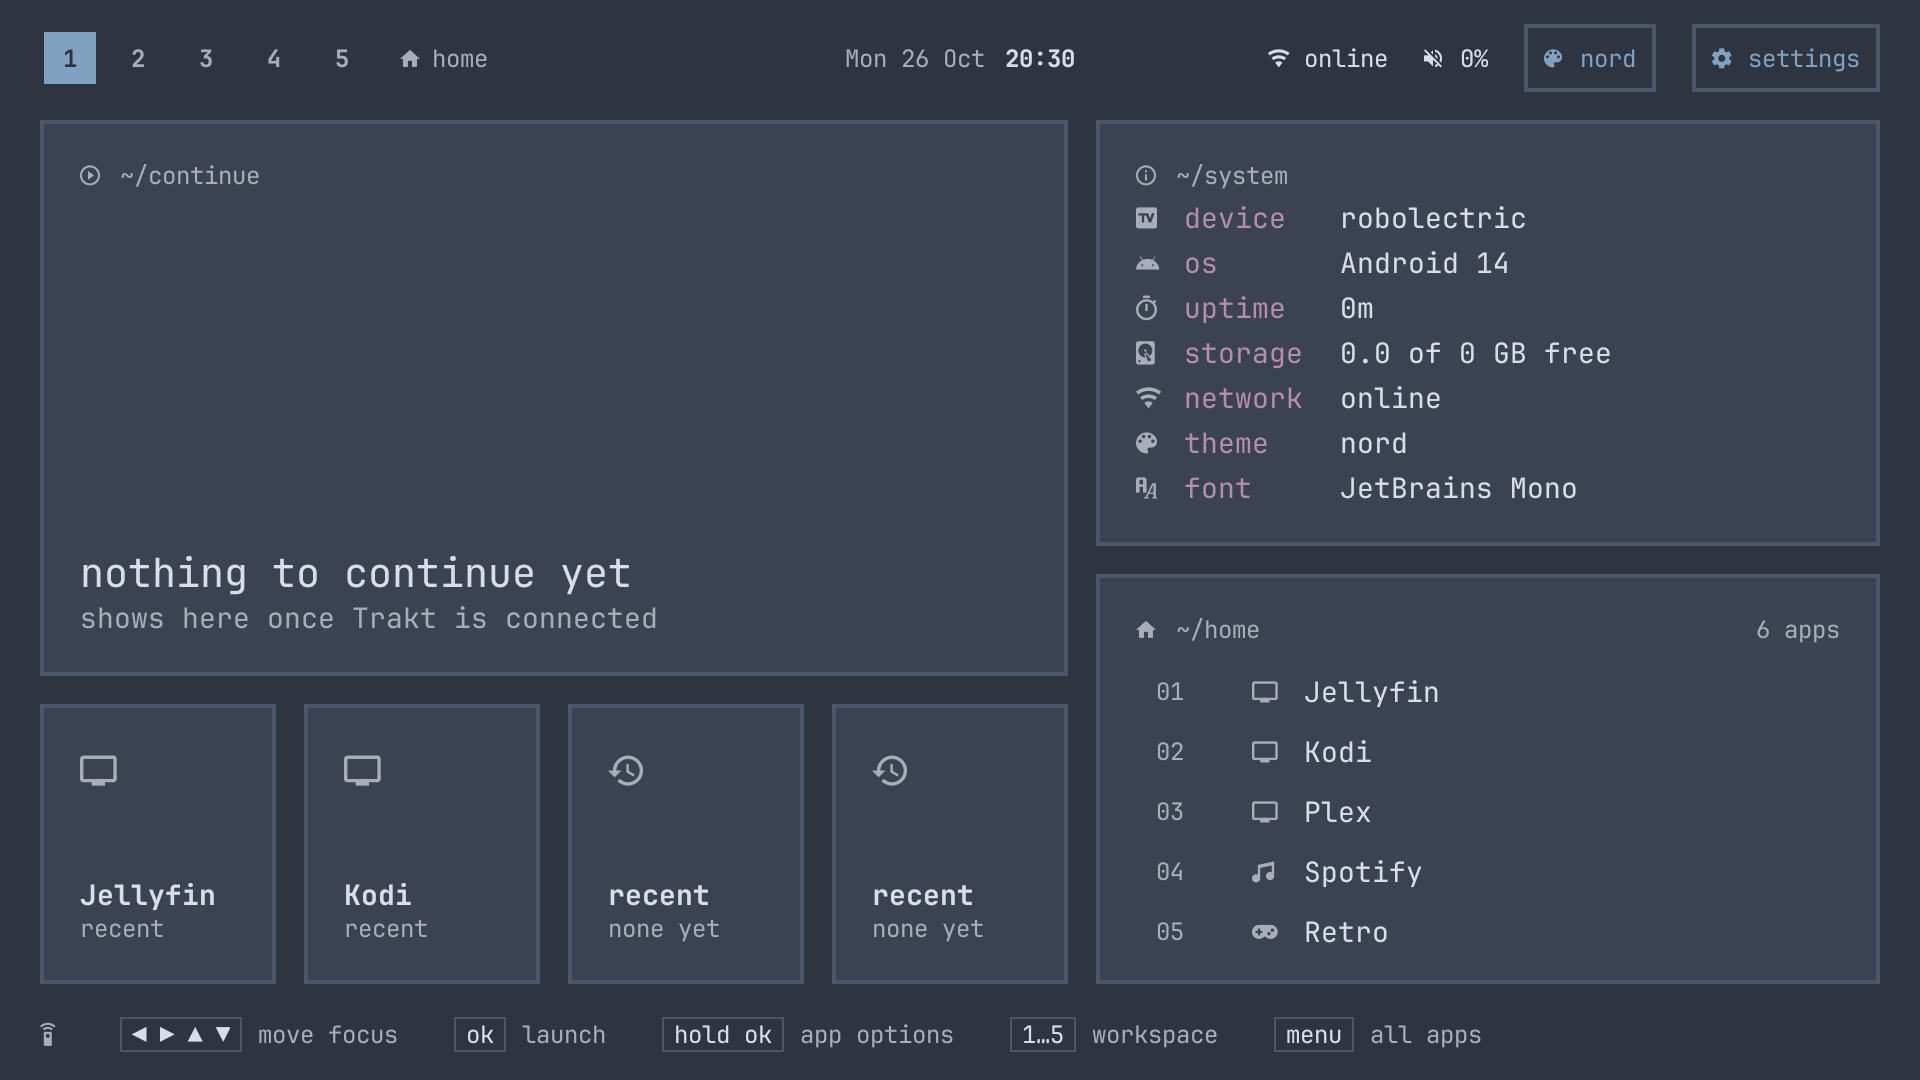 1 2 3 4 5 home Mon 26 Oct 20:30 online 0% nord settings
~/continue
nothing to continue yet
shows here once Trakt is connected
~/system
device robolectric
os Android 14
uptime 0m
storage 0.0 of 0 GB free
network online
theme nord
font JetBrains Mono
Jellyfin
recent
Kodi
recent
recent
none yet
recent
none yet
~/home 6 apps
01 Jellyfin
02 Kodi
03 Plex
04 Spotify
05 Retro
◀ ▶ ▲ ▼ move focus ok launch hold ok app options 1…5 workspace menu all apps